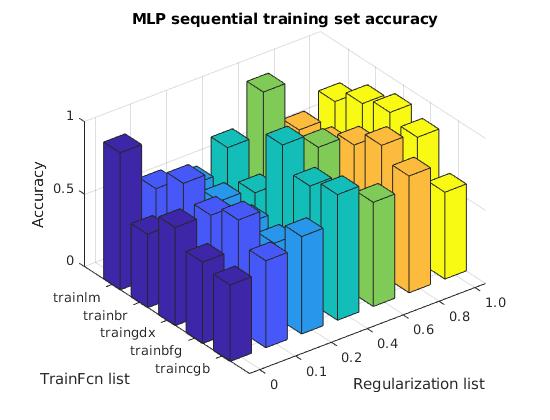 MLP sequential training set accuracy
Accuracy
1
0.5
0
trainlm
trainbr
traingdx
trainbfg
traincgb
TrainFcn list
0
0.1
0.2
0.4
0.6
0.8
1.0
Regularization list